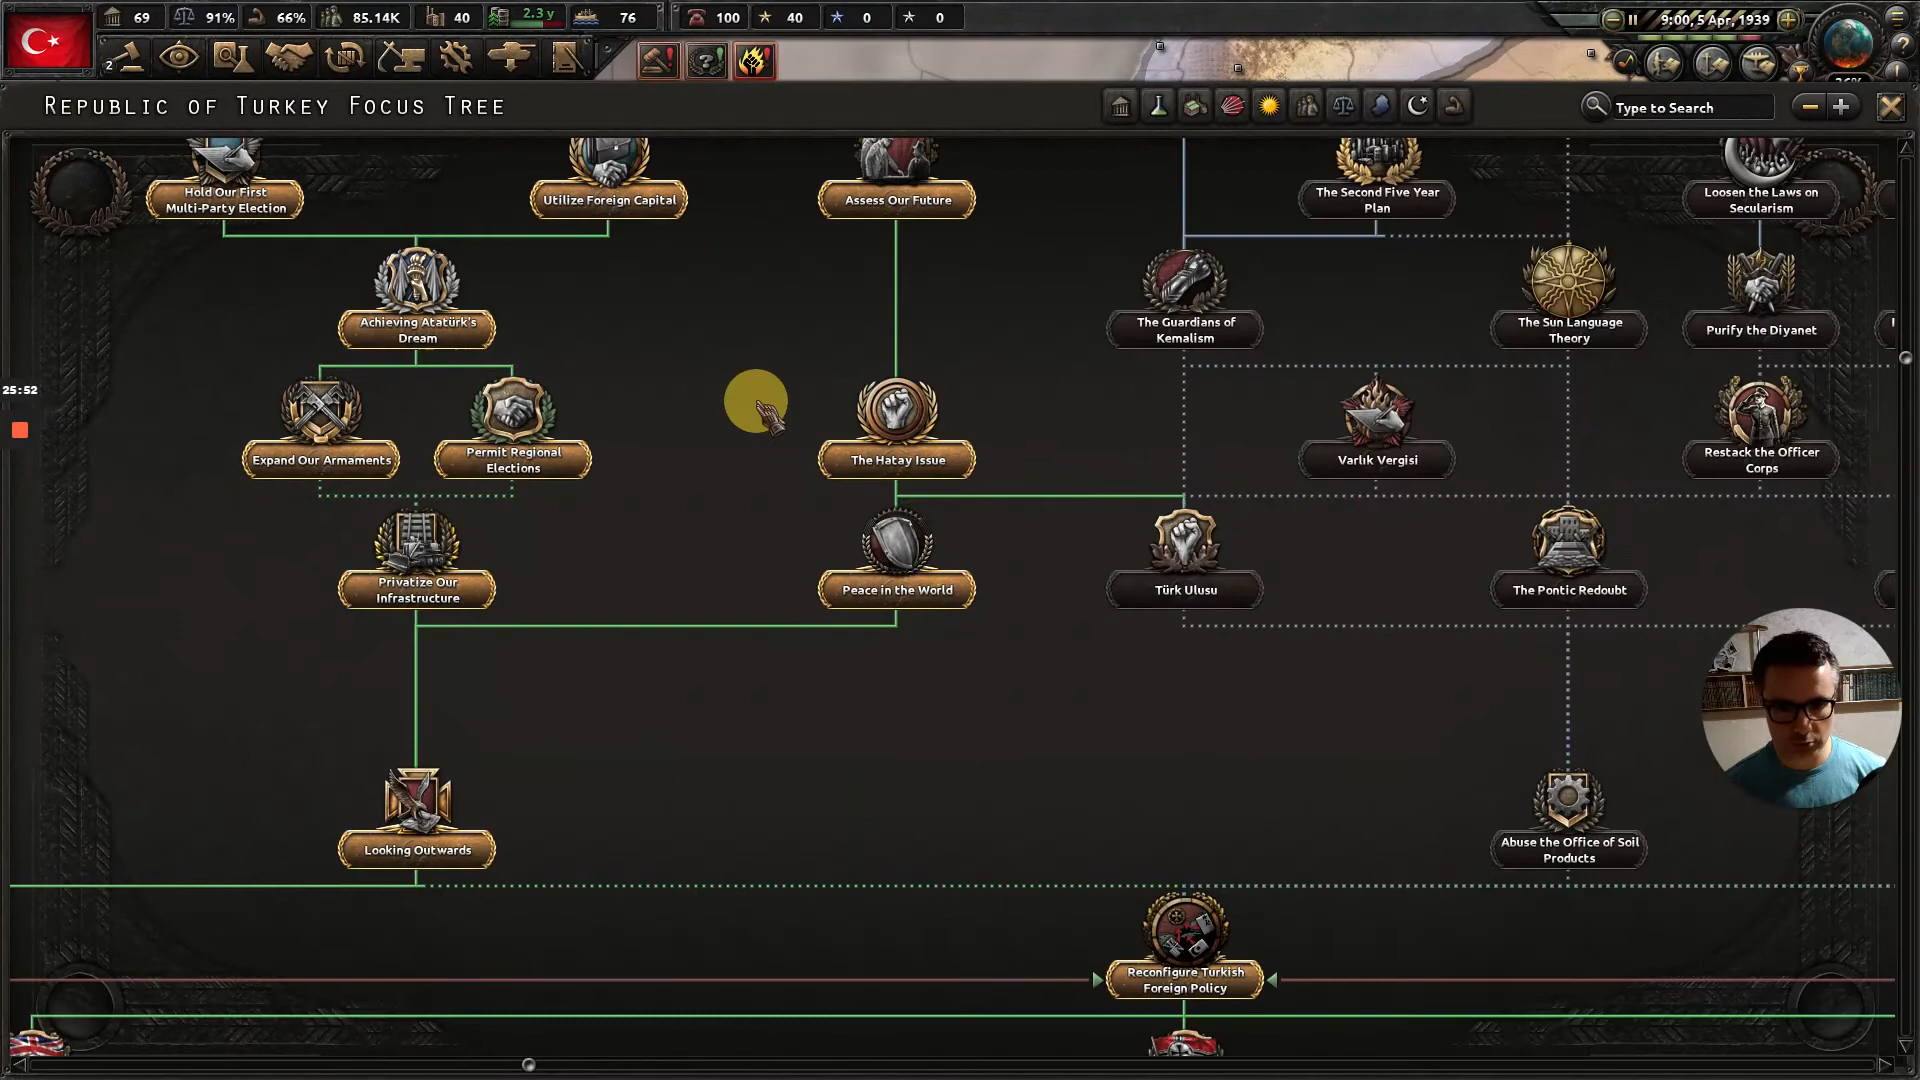 69 91% 66% 85.14K 40 2.3 y 76 100 40 0 0 9:00, 5 Apr, 1939
2
26%
Republic of Turkey Focus Tree
Type to Search
Hold Our First
Multi-Party Election
Utilize Foreign Capital
Assess Our Future
The Second Five Year
Plan
Loosen the Laws on
Secularism
Achieving Atatürk's
Dream
The Guardians of
Kemalism
The Sun Language
Theory
Purify the Diyanet
25:52
Expand Our Armaments
Permit Regional
Elections
The Hatay Issue
Varlık Vergisi
Restack the Officer
Corps
Privatize Our
Infrastructure
Peace in the World
Türk Ulusu
The Pontic Redoubt
Looking Outwards
Abuse the Office of Soil
Products
Reconfigure Turkish
Foreign Policy